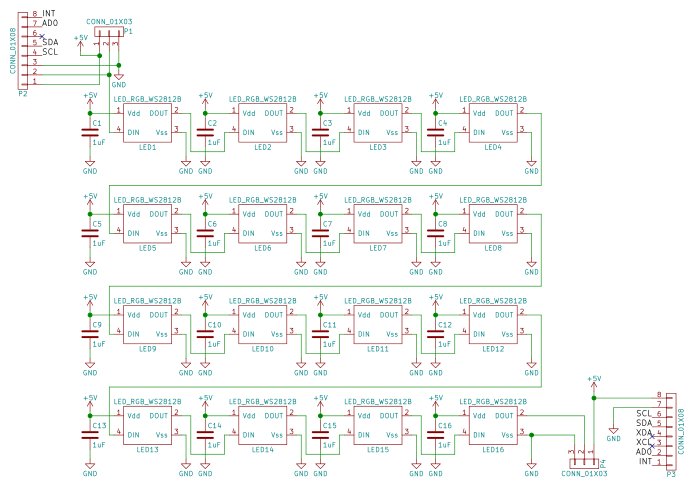 CONN_01X08
P2
8 INT
7 AD0
6
5 SDA
4 SCL
3
2
1
+5V
CONN_01X03
P1
1 2 3
GND
+5V +5V +5V +5V
LED_RGB_WS2812B LED_RGB_WS2812B LED_RGB_WS2812B LED_RGB_WS2812B
1 Vdd DOUT 2 1 Vdd DOUT 2 1 Vdd DOUT 2 1 Vdd DOUT 2
C1 C2 C3 C4
4 DIN Vss 3 4 DIN Vss 3 4 DIN Vss 3 4 DIN Vss 3
1uF 1uF 1uF 1uF
LED1 LED2 LED3 LED4
GND GND GND GND GND GND GND GND
+5V +5V +5V +5V
LED_RGB_WS2812B LED_RGB_WS2812B LED_RGB_WS2812B LED_RGB_WS2812B
1 Vdd DOUT 2 1 Vdd DOUT 2 1 Vdd DOUT 2 1 Vdd DOUT 2
C5 C6 C7 C8
4 DIN Vss 3 4 DIN Vss 3 4 DIN Vss 3 4 DIN Vss 3
1uF 1uF 1uF 1uF
LED5 LED6 LED7 LED8
GND GND GND GND GND GND GND GND
+5V +5V +5V +5V
LED_RGB_WS2812B LED_RGB_WS2812B LED_RGB_WS2812B LED_RGB_WS2812B
1 Vdd DOUT 2 1 Vdd DOUT 2 1 Vdd DOUT 2 1 Vdd DOUT 2
C9 C10 C11 C12
4 DIN Vss 3 4 DIN Vss 3 4 DIN Vss 3 4 DIN Vss 3
1uF 1uF 1uF 1uF
LED9 LED10 LED11 LED12
GND GND GND GND GND GND GND GND
+5V +5V +5V +5V
LED_RGB_WS2812B LED_RGB_WS2812B LED_RGB_WS2812B LED_RGB_WS2812B
1 Vdd DOUT 2 1 Vdd DOUT 2 1 Vdd DOUT 2 1 Vdd DOUT 2
C13 C14 C15 C16
4 DIN Vss 3 4 DIN Vss 3 4 DIN Vss 3 4 DIN Vss 3
1uF 1uF 1uF 1uF
LED13 LED14 LED15 LED16
GND GND GND GND GND GND GND GND
3 2 1
P4
CONN_01X03
+5V
GND
8
7
SCL 6
SDA 5
XDA 4
XCL 3
AD0 2
INT 1
CONN_01X08
P3